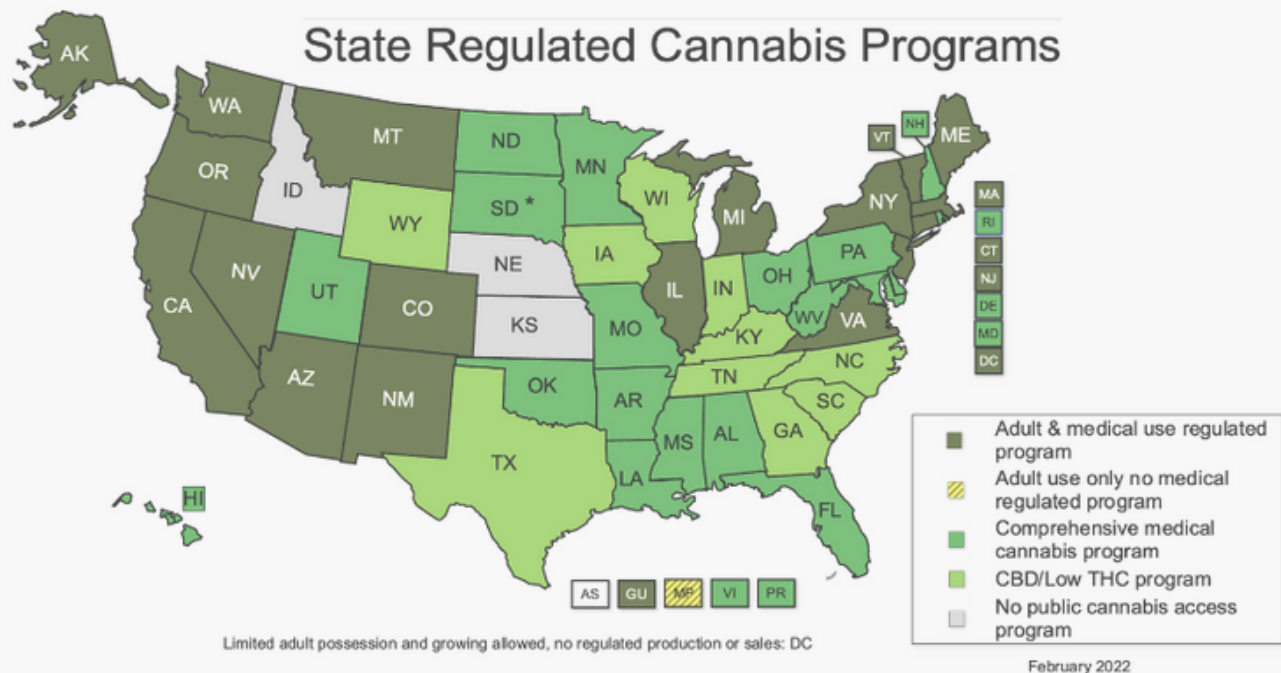 State Regulated Cannabis Programs
AK
WA
MT
ND
MN
VT
NH
ME
OR
ID
WY
SD *
WI
MI
NY
MA
RI
CT
NJ
DE
MD
DC
NV
UT
CO
NE
IA
IL
IN
OH
PA
CA
KS
MO
KY
WV
VA
AZ
NM
OK
AR
TN
NC
SC
TX
LA
MS
AL
GA
FL
HI
AS
GU
MP
VI
PR
Adult & medical use regulated
program
Adult use only no medical
regulated program
Comprehensive medical
cannabis program
CBD/Low THC program
No public cannabis access
program
Limited adult possession and growing allowed, no regulated production or sales: DC
February 2022